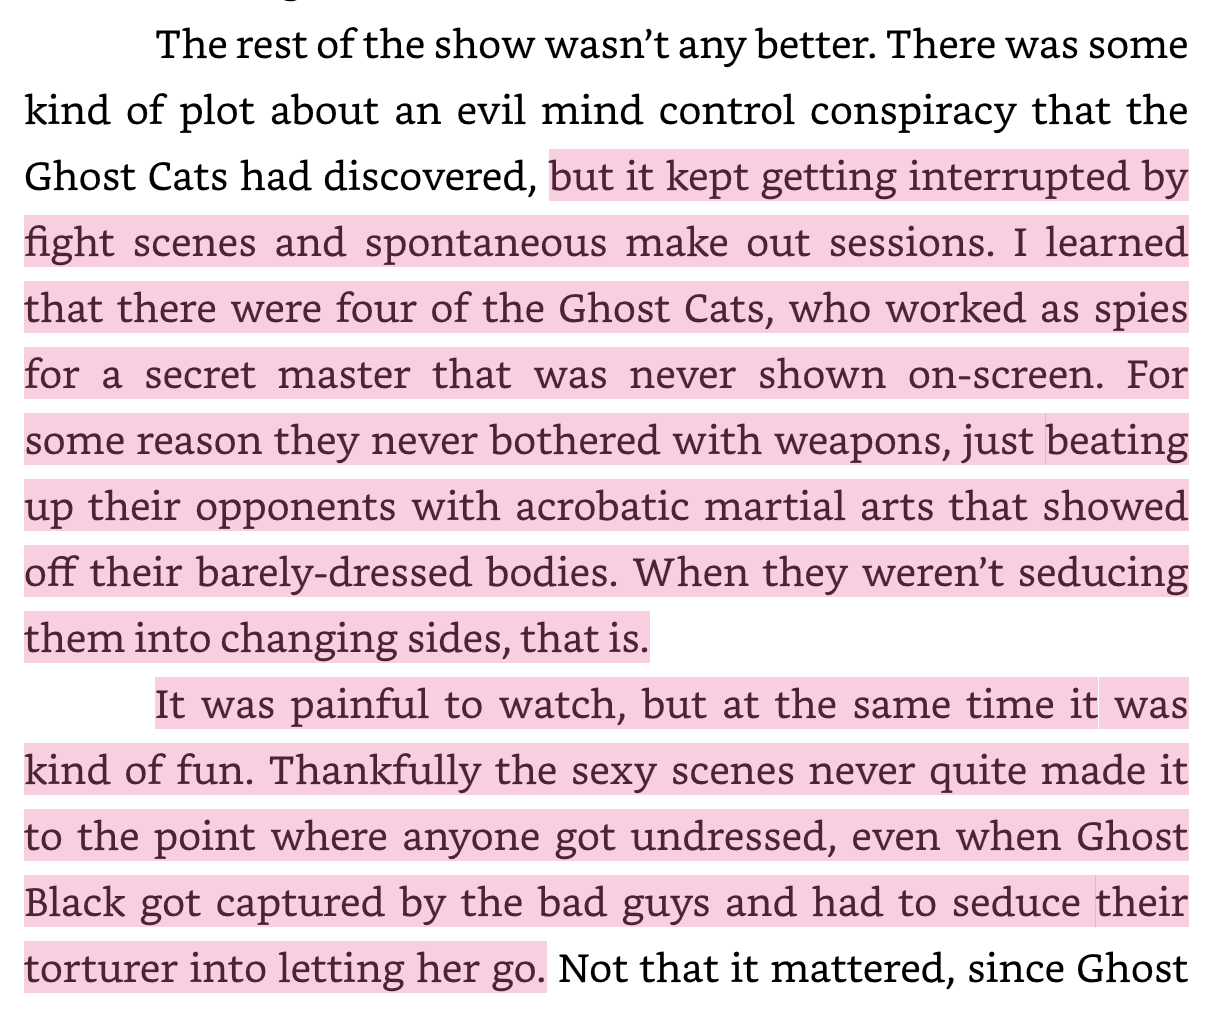 The rest of the show wasn’t any better. There was some
kind of plot about an evil mind control conspiracy that the
Ghost Cats had discovered, but it kept getting interrupted by
fight scenes and spontaneous make out sessions. I learned
that there were four of the Ghost Cats, who worked as spies
for a secret master that was never shown on-screen. For
some reason they never bothered with weapons, just beating
up their opponents with acrobatic martial arts that showed
off their barely-dressed bodies. When they weren’t seducing
them into changing sides, that is.
It was painful to watch, but at the same time it was
kind of fun. Thankfully the sexy scenes never quite made it
to the point where anyone got undressed, even when Ghost
Black got captured by the bad guys and had to seduce their
torturer into letting her go. Not that it mattered, since Ghost